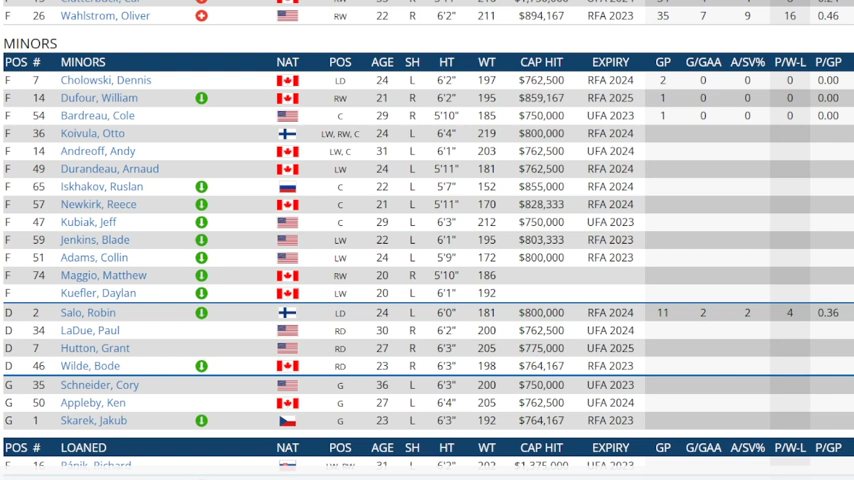 F 26 Wahlstrom, Oliver RW 22 R 6'2" 211 $894,167 RFA 2023 35 7 9 16 0.46
MINORS
POS # MINORS NAT POS AGE SH HT WT CAP HIT EXPIRY GP G/GAA A/SV% P/W-L P/GP
F 7 Cholowski, Dennis LD 24 L 6'2" 197 $762,500 RFA 2024 2 0 0 0 0.00
F 14 Dufour, William RW 21 R 6'2" 195 $859,167 RFA 2025 1 0 0 0 0.00
F 54 Bardreau, Cole C 29 R 5'10" 185 $750,000 UFA 2023 1 0 0 0 0.00
F 36 Koivula, Otto LW, RW, C 24 L 6'4" 219 $800,000 RFA 2024
F 14 Andreoff, Andy LW, C 31 L 6'1" 203 $762,500 UFA 2024
F 49 Durandeau, Arnaud LW 24 L 5'11" 181 $762,500 RFA 2024
F 65 Iskhakov, Ruslan C 22 L 5'7" 152 $855,000 RFA 2024
F 57 Newkirk, Reece C 21 L 5'11" 170 $828,333 RFA 2024
F 47 Kubiak, Jeff C 29 L 6'3" 212 $750,000 UFA 2023
F 59 Jenkins, Blade LW 22 L 6'1" 195 $803,333 RFA 2024
F 51 Adams, Collin LW 24 L 5'9" 172 $800,000 RFA 2023
F 74 Maggio, Matthew RW 20 R 5'10" 186
F Kuefler, Daylan LW 20 L 6'1" 192
D 2 Salo, Robin LD 24 L 6'0" 181 $800,000 RFA 2024 11 2 2 4 0.36
D 34 LaDue, Paul RD 30 R 6'2" 200 $762,500 UFA 2024
D 7 Hutton, Grant RD 27 R 6'3" 205 $775,000 UFA 2025
D 46 Wilde, Bode RD 23 R 6'3" 198 $764,167 RFA 2023
G 35 Schneider, Cory G 36 L 6'3" 200 $750,000 UFA 2023
G 50 Appleby, Ken G 27 L 6'4" 205 $762,500 UFA 2024
G 1 Skarek, Jakub G 23 L 6'3" 192 $764,167 RFA 2023
POS # LOANED NAT POS AGE SH HT WT CAP HIT EXPIRY GP G/GAA A/SV% P/W-L P/GP
F 16 Pánik, Richard 31 L $1,375,000 UFA 2023